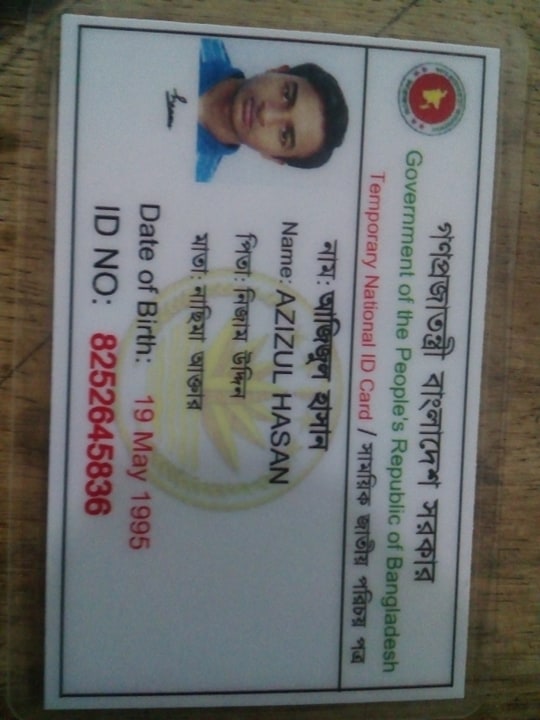 গণপ্রজাতন্ত্রী বাংলাদেশ সরকার
Government of the People's Republic of Bangladesh
Temporary National ID Card / সাময়িক জাতীয় পরিচয় পত্র
নাম: আজিজুল হাসান
Name: AZIZUL HASAN
পিতা: নিজাম উদ্দিন
মাতা: নাছিমা আক্তার
Date of Birth: 19 May 1995
ID NO: 8252645836